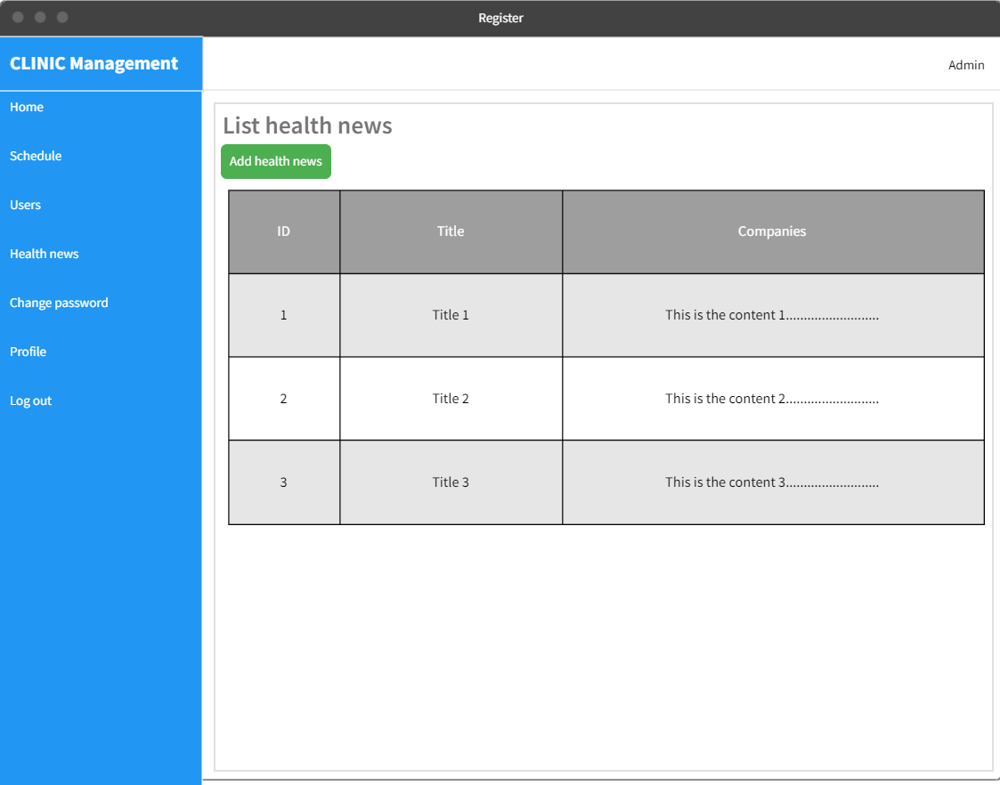 Register
CLINIC Management
Admin
Home
Schedule
Users
Health news
Change password
Profile
Log out
List health news
Add health news
ID Title Companies
1 Title 1 This is the content 1..........................
2 Title 2 This is the content 2..........................
3 Title 3 This is the content 3..........................